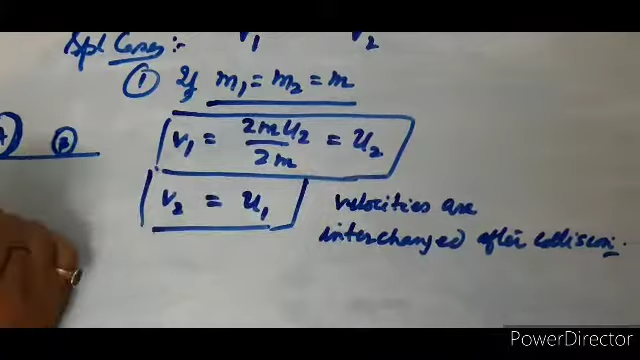 v₁ v₂
Spl Cases :-
① If m₁ = m₂ = m
A B
v₁ = 2mu₂ / 2m = u₂
v₂ = u₁
velocities are
interchanged after collision.
PowerDirector